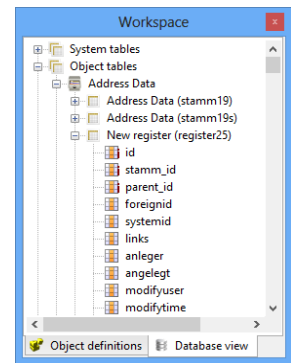 Workspace
x
System tables
Object tables
Address Data
Address Data (stamm19)
Address Data (stamm19s)
New register (register25)
id
stamm_id
parent_id
foreignid
systemid
links
anleger
angelegt
modifyuser
modifytime
Object definitions
Database view